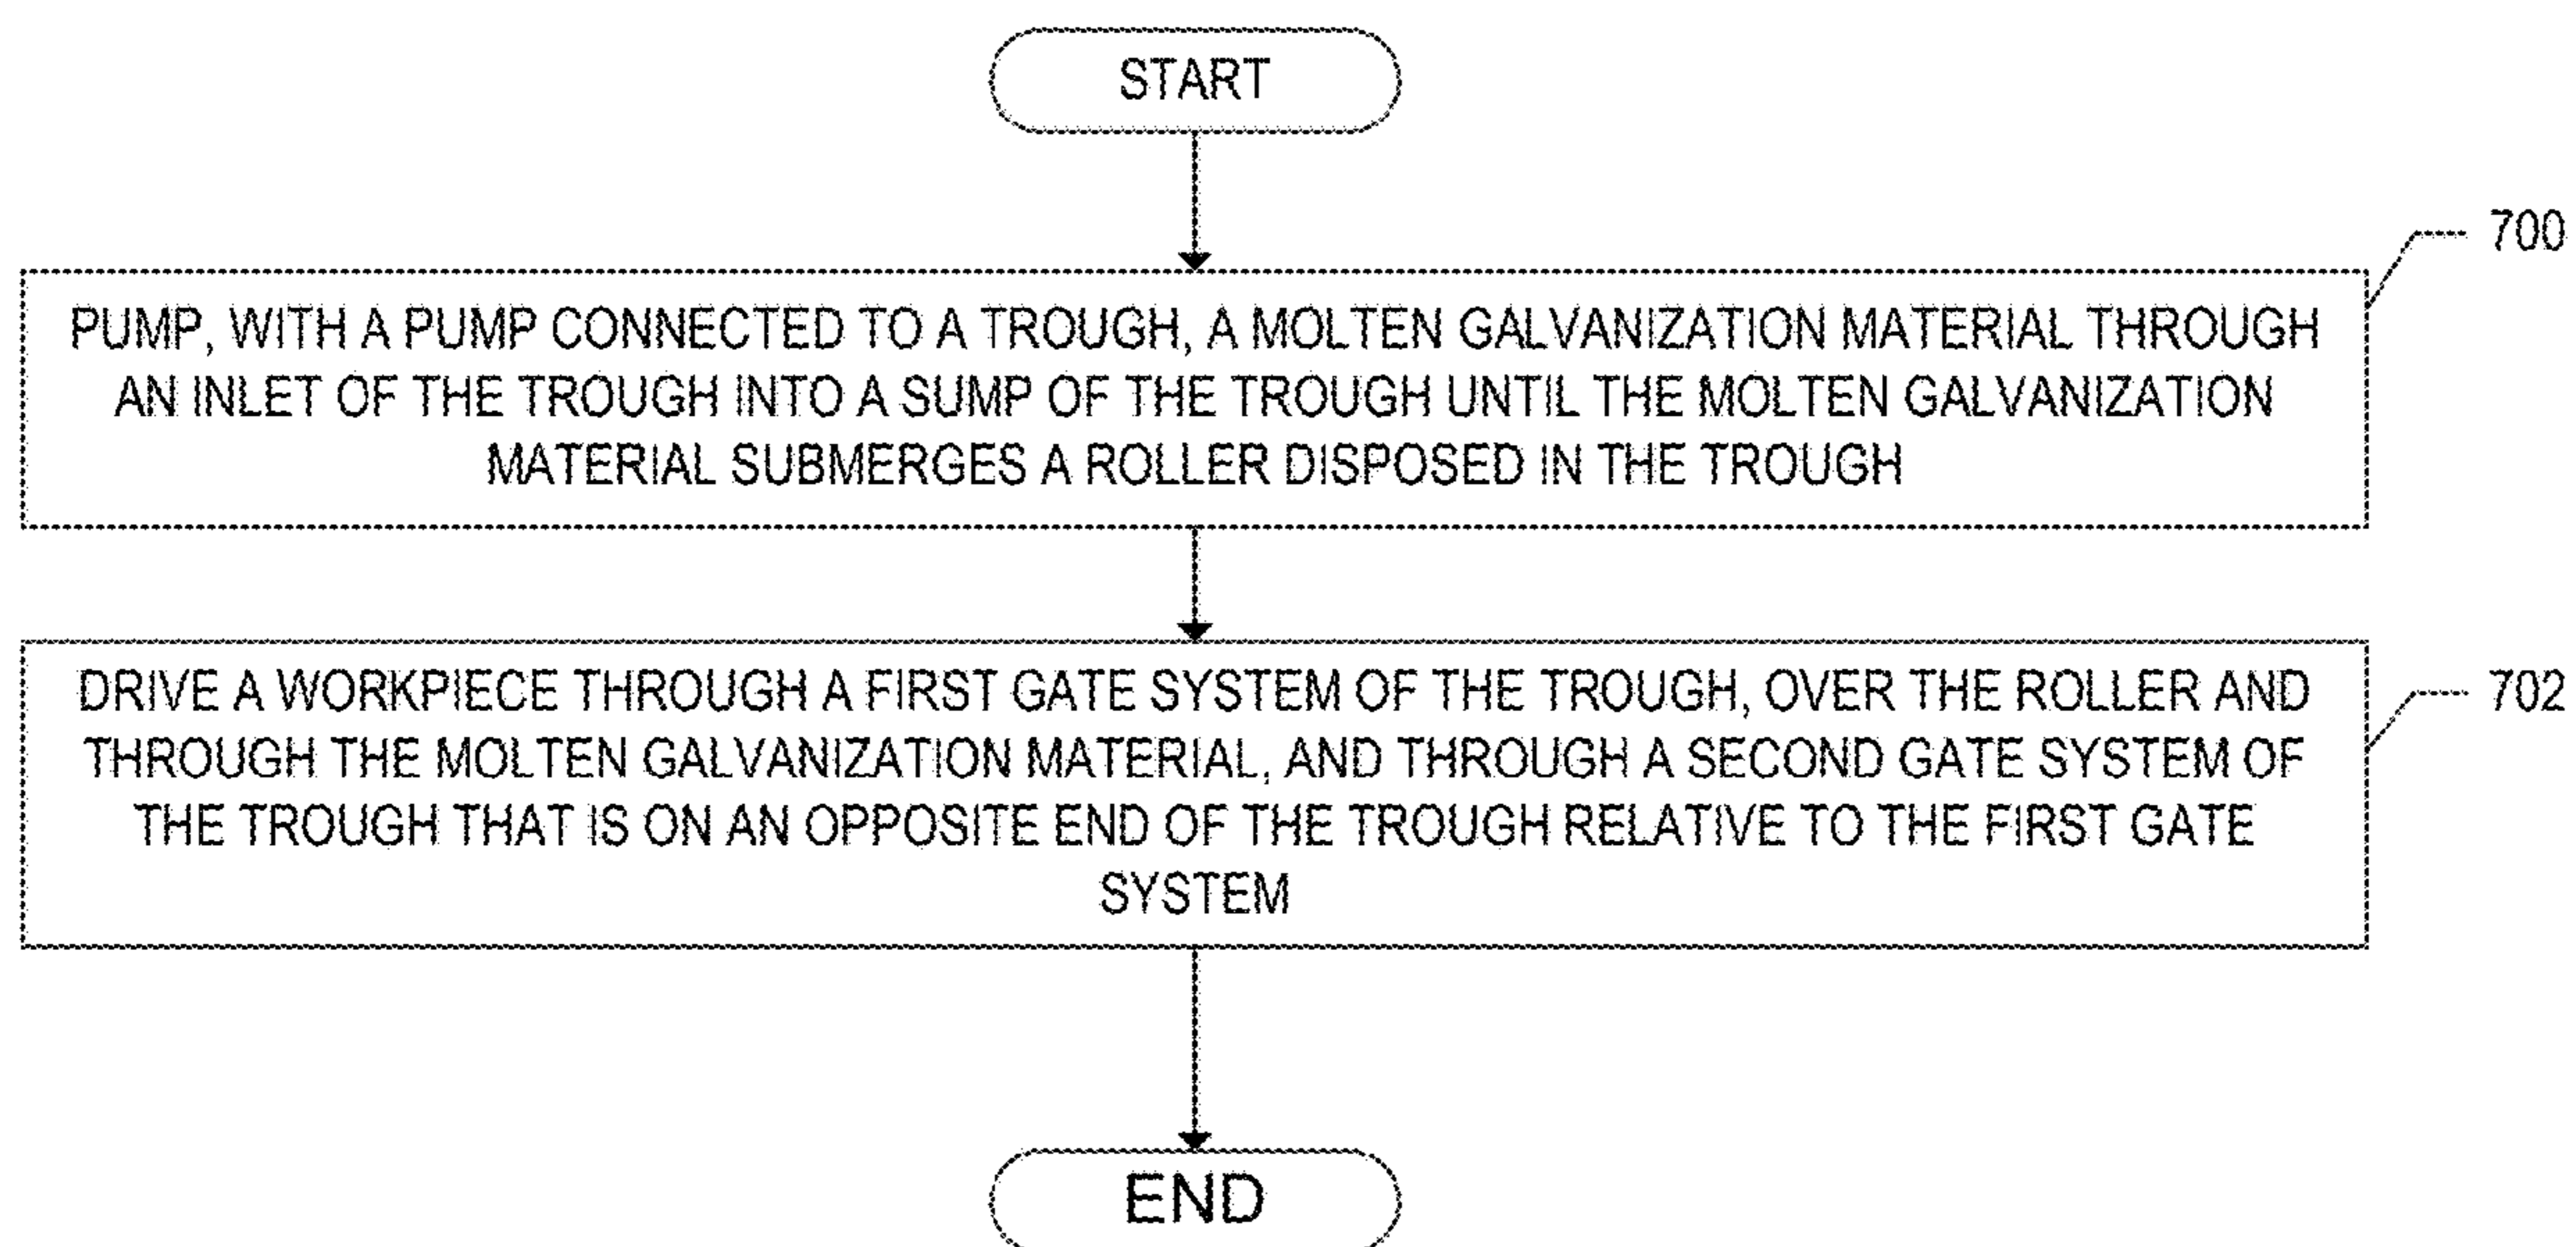 START
700
PUMP, WITH A PUMP CONNECTED TO A TROUGH, A MOLTEN GALVANIZATION MATERIAL THROUGH
AN INLET OF THE TROUGH INTO A SUMP OF THE TROUGH UNTIL THE MOLTEN GALVANIZATION
MATERIAL SUBMERGES A ROLLER DISPOSED IN THE TROUGH
702
DRIVE A WORKPIECE THROUGH A FIRST GATE SYSTEM OF THE TROUGH, OVER THE ROLLER AND
THROUGH THE MOLTEN GALVANIZATION MATERIAL, AND THROUGH A SECOND GATE SYSTEM OF
THE TROUGH THAT IS ON AN OPPOSITE END OF THE TROUGH RELATIVE TO THE FIRST GATE
SYSTEM
END